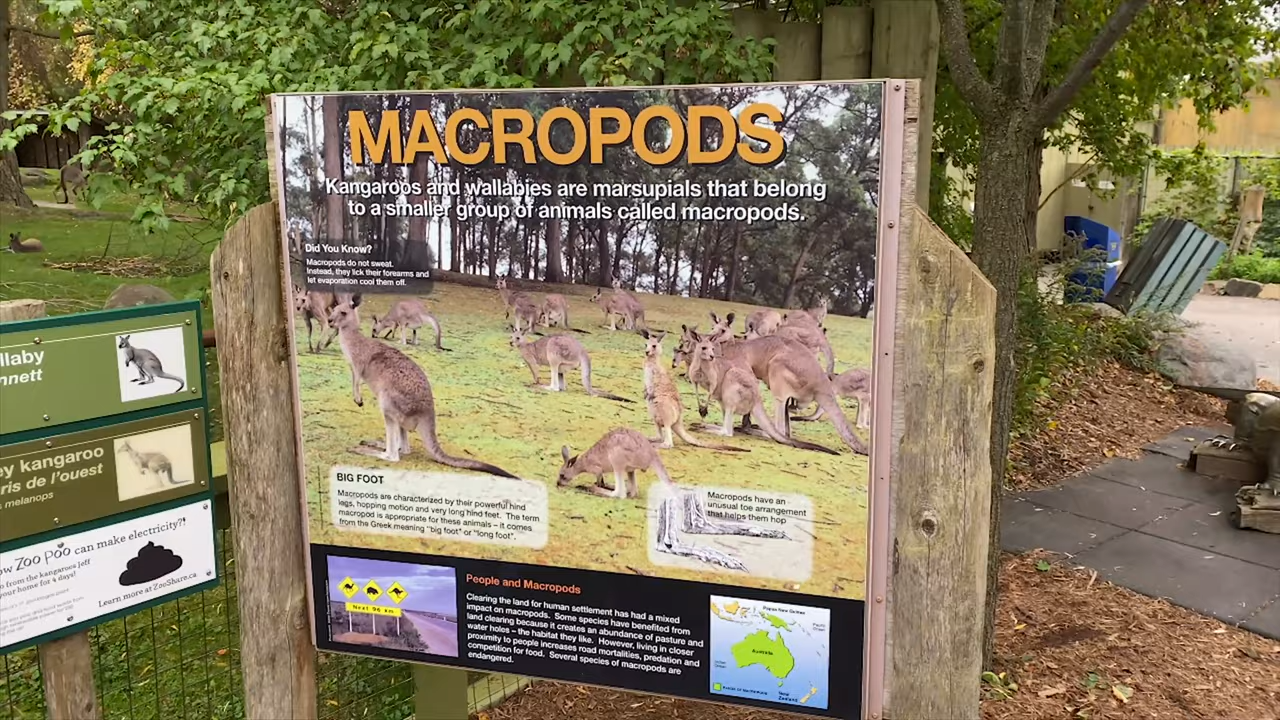 MACROPODS
Kangaroos and wallabies are marsupials that belong
to a smaller group of animals called macropods.
Did You Know?
Macropods do not sweat.
Instead, they lick their forearms and
let evaporation cool them off.
BIG FOOT
Macropods are characterized by their powerful hind
legs, hopping motion and very long hind feet. The term
macropod is appropriate for these animals – it comes
from the Greek meaning "big foot" or "long foot".
Macropods have an
unusual toe arrangement
that helps them hop
Next 96 km
People and Macropods
Clearing the land for human settlement has had a mixed
impact on macropods. Some species have benefited from
land clearing because it creates an abundance of pasture and
water holes – the habitat they like. However, living in closer
proximity to people increases road mortalities, predation and
competition for food. Several species of macropods are
endangered.
Papua New Guinea
Australia
New
Zealand
llaby
nnett
ey kangaroo
ris de l'ouest
melanops
Zoo Poo can make electricity?!
from the kangaroos left
your home for 4 days!
Learn more at ZooShare.ca